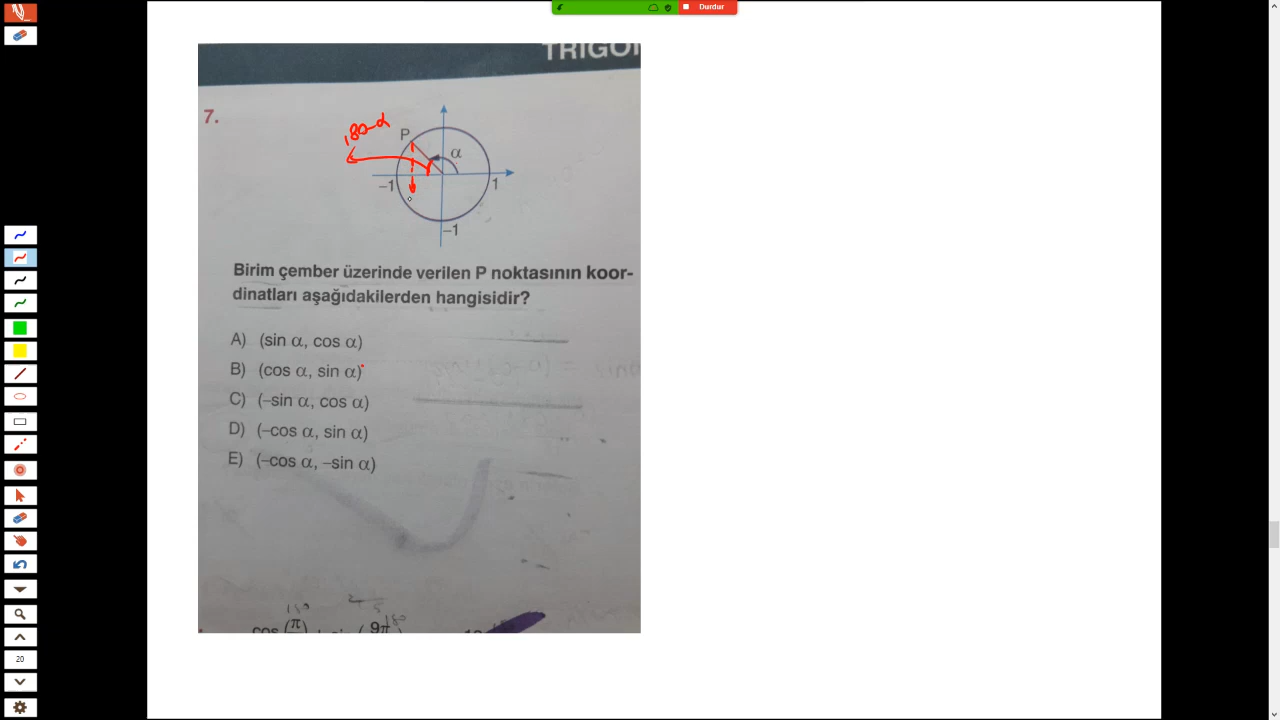 Durdur
TRIGO
7.
180-α
P
α
-1
1
-1
Birim çember üzerinde verilen P noktasının koor-
dinatları aşağıdakilerden hangisidir?
A) (sin α, cos α)
B) (cos α, sin α)
C) (-sin α, cos α)
D) (-cos α, sin α)
E) (-cos α, -sin α)
20